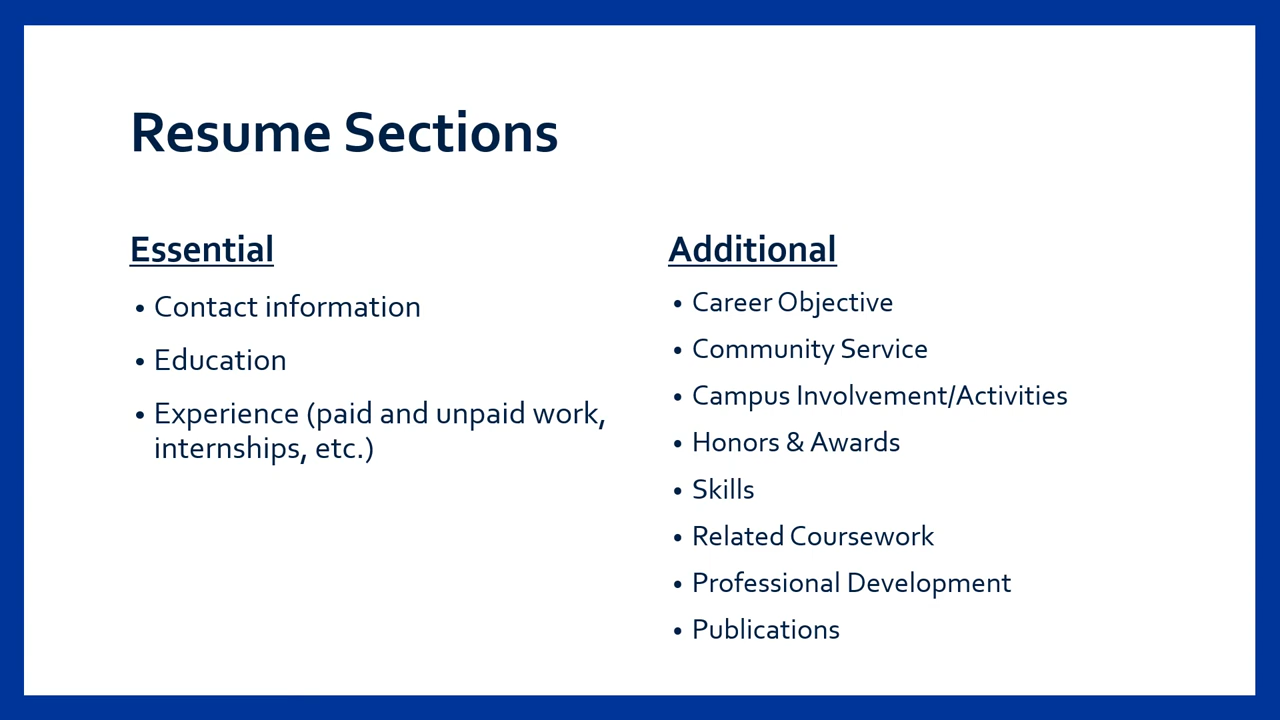 Resume Sections
Essential
• Contact information
• Education
• Experience (paid and unpaid work,
internships, etc.)
Additional
• Career Objective
• Community Service
• Campus Involvement/Activities
• Honors & Awards
• Skills
• Related Coursework
• Professional Development
• Publications